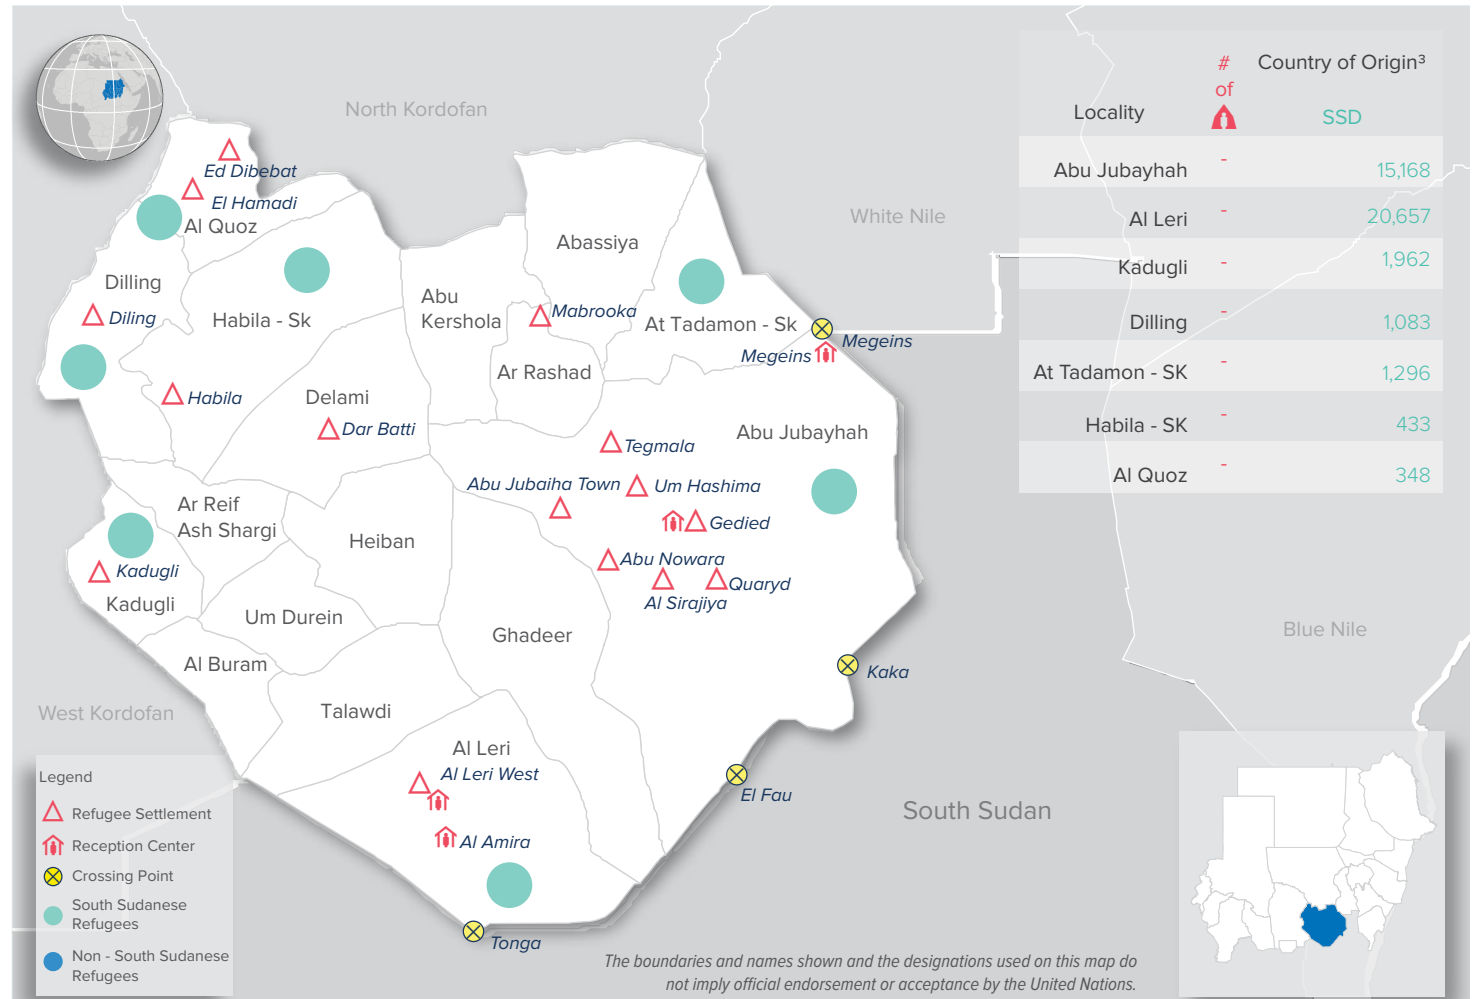 North Kordofan
Ed Dibebat
El Hamadi
Al Quoz
White Nile
Abassiya
Dilling
Diling
Habila - Sk
Abu
Kershola
Mabrooka
At Tadamon - Sk
Megeins
Megeins
Ar Rashad
Habila
Delami
Dar Batti
Abu Jubayhah
Tegmala
Abu Jubaiha Town
Um Hashima
Ar Reif
Ash Shargi
Gedied
Heiban
Abu Nowara
Kadugli
Quaryd
Al Sirajiya
Kadugli
Um Durein
Ghadeer
Blue Nile
Al Buram
Kaka
West Kordofan
Talawdi
Al Leri
Al Leri West
El Fau
South Sudan
Al Amira
Tonga
# of
Country of Origin³
Locality
SSD
Abu Jubayhah - 15,168
Al Leri - 20,657
Kadugli - 1,962
Dilling - 1,083
At Tadamon - SK - 1,296
Habila - SK - 433
Al Quoz - 348
Legend
Refugee Settlement
Reception Center
Crossing Point
South Sudanese
Refugees
Non - South Sudanese
Refugees
The boundaries and names shown and the designations used on this map do
not imply official endorsement or acceptance by the United Nations.